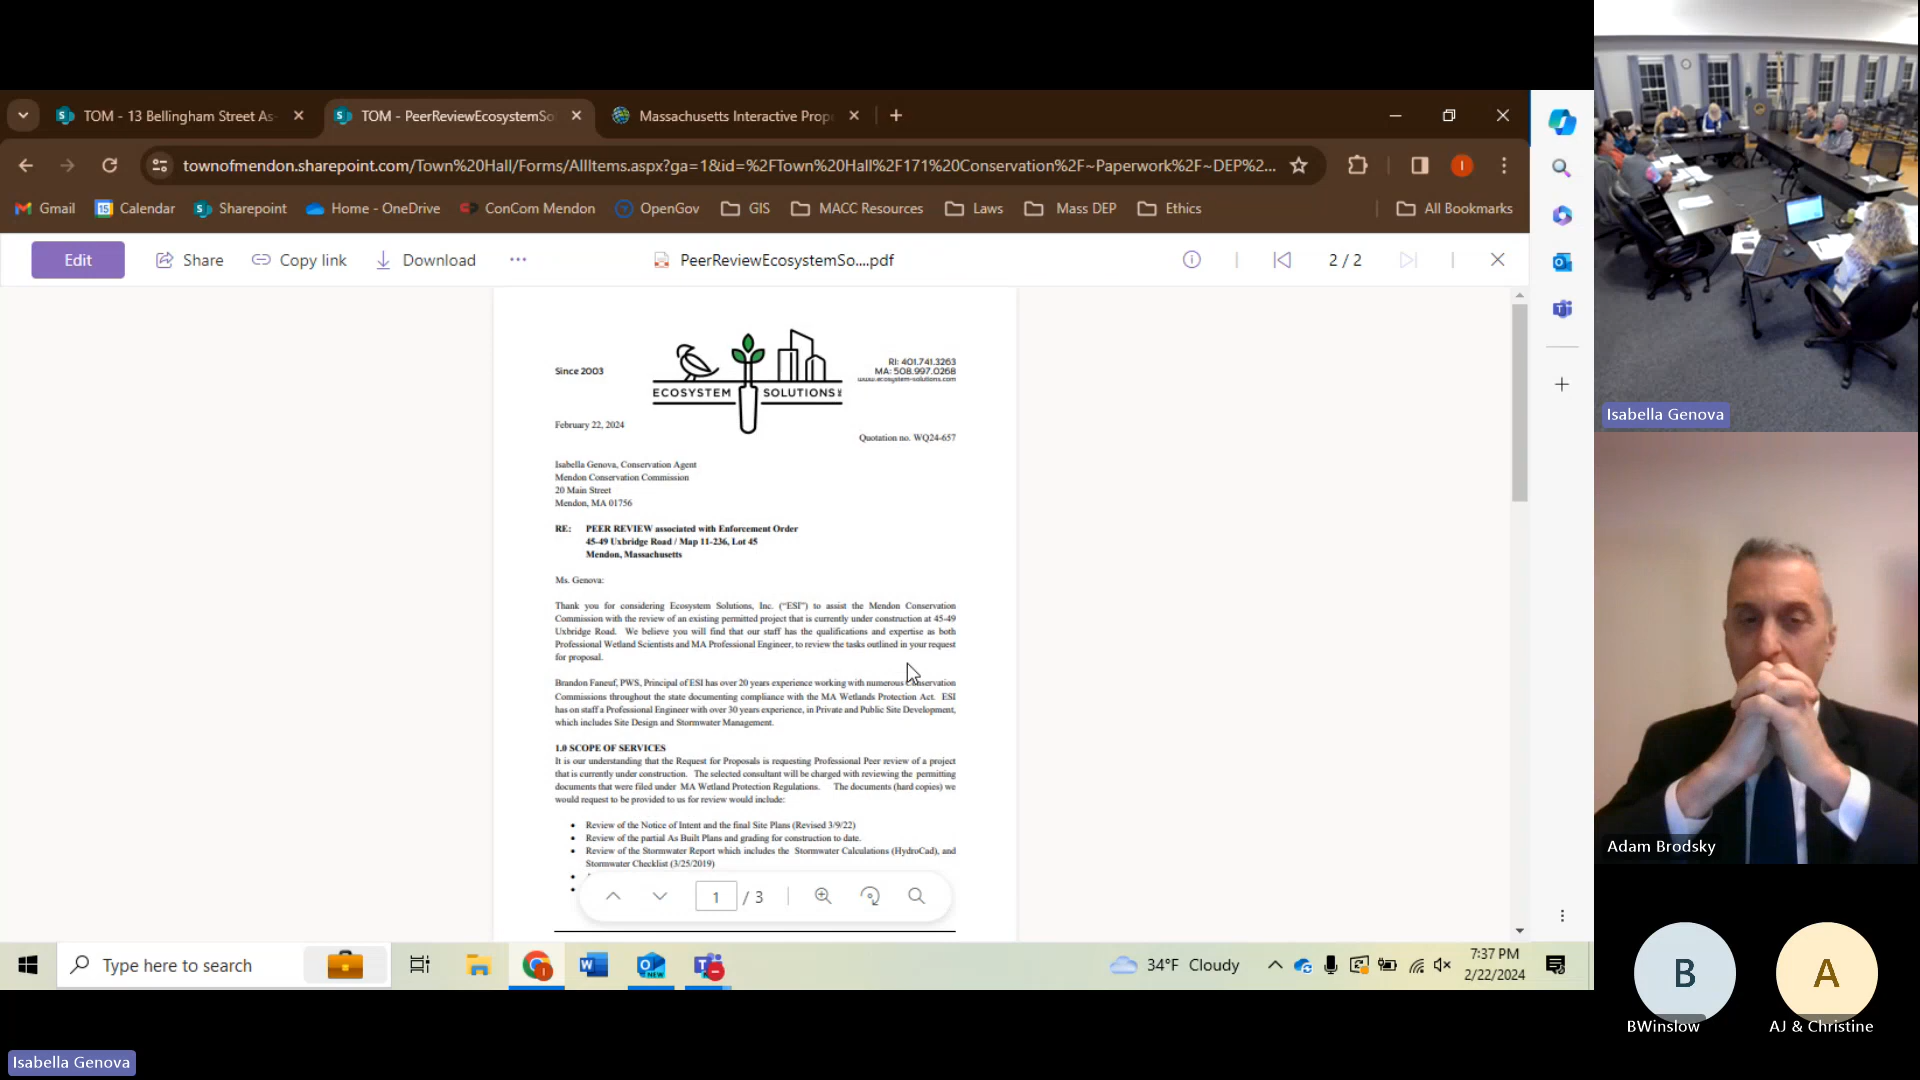 TOM - 13 Bellingham Street As-
TOM - PeerReviewEcosystemSo
Massachusetts Interactive Prop
townofmendon.sharepoint.com/Town%20Hall/Forms/AllItems.aspx?ga=1&id=%2FTown%20Hall%2F171%20Conservation%2F~Paperwork%2F~DEP%2...
I
Gmail
Calendar
Sharepoint
Home - OneDrive
ConCom Mendon
OpenGov
GIS
MACC Resources
Laws
Mass DEP
Ethics
All Bookmarks
Edit
Share
Copy link
Download
PeerReviewEcosystemSo....pdf
2 / 2
Since 2003
ECOSYSTEM SOLUTIONS
RI: 401.741.3263
MA: 508.997.0268
www.ecosystem-solutions.com
February 22, 2024
Quotation no. WQ24-657
Isabella Genova, Conservation Agent
Mendon Conservation Commission
20 Main Street
Mendon, MA 01756
RE: PEER REVIEW associated with Enforcement Order
45-49 Uxbridge Road / Map 11-236, Lot 45
Mendon, Massachusetts
Ms. Genova:
Thank you for considering Ecosystem Solutions, Inc. ("ESI") to assist the Mendon Conservation
Commission with the review of an existing permitted project that is currently under construction at 45-49
Uxbridge Road. We believe you will find that our staff has the qualifications and expertise as both
Professional Wetland Scientists and MA Professional Engineer, to review the tasks outlined in your request
for proposal.
Brandon Faneuf, PWS, Principal of ESI has over 20 years experience working with numerous Conservation
Commissions throughout the state documenting compliance with the MA Wetlands Protection Act. ESI
has on staff a Professional Engineer with over 30 years experience, in Private and Public Site Development,
which includes Site Design and Stormwater Management.
1.0 SCOPE OF SERVICES
It is our understanding that the Request for Proposals is requesting Professional Peer review of a project
that is currently under construction. The selected consultant will be charged with reviewing the permitting
documents that were filed under MA Wetland Protection Regulations. The documents (hard copies) we
would request to be provided to us for review would include:
• Review of the Notice of Intent and the final Site Plans (Revised 3/9/22)
• Review of the partial As Built Plans and grading for construction to date.
• Review of the Stormwater Report which includes the Stormwater Calculations (HydroCad), and
Stormwater Checklist (3/25/2019)
1 / 3
Type here to search
34°F Cloudy
7:37 PM
2/22/2024
Isabella Genova
Adam Brodsky
B
BWinslow
A
AJ & Christine
Isabella Genova